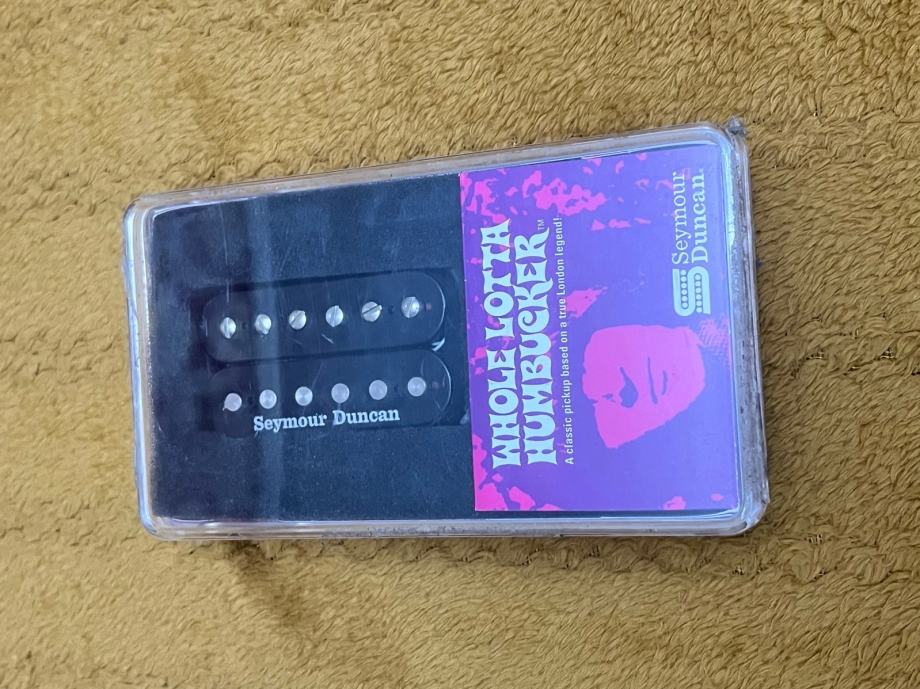 Seymour Duncan
WHOLE LOTTA
HUMBUCKER™
A classic pickup based on a true London legend!
Seymour
Duncan.